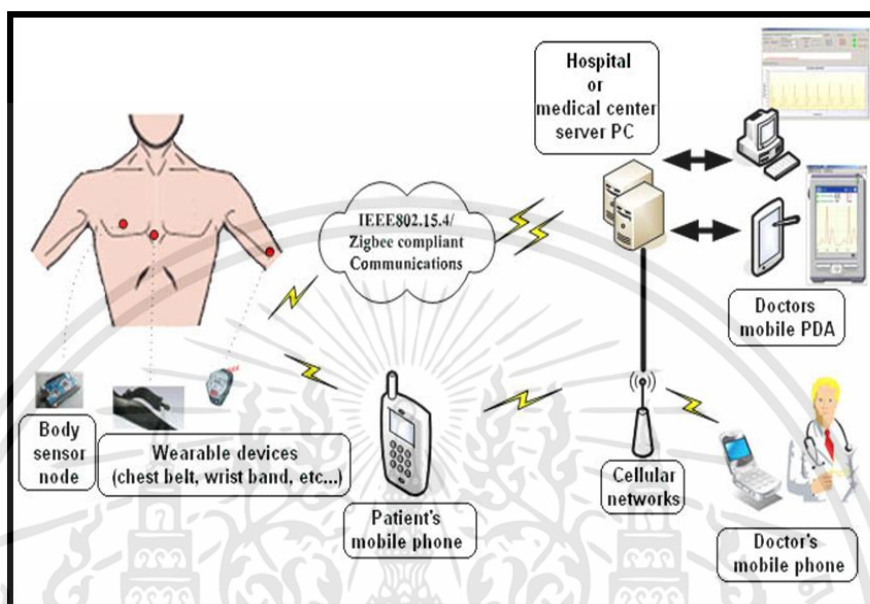 Hospital
or
medical center
server PC
IEEE802.15.4/
Zigbee compliant
Communications
Doctors
mobile PDA
Body
sensor
node
Wearable devices
(chest belt, wrist band, etc...)
Patient's
mobile phone
Cellular
networks
Doctor's
mobile phone